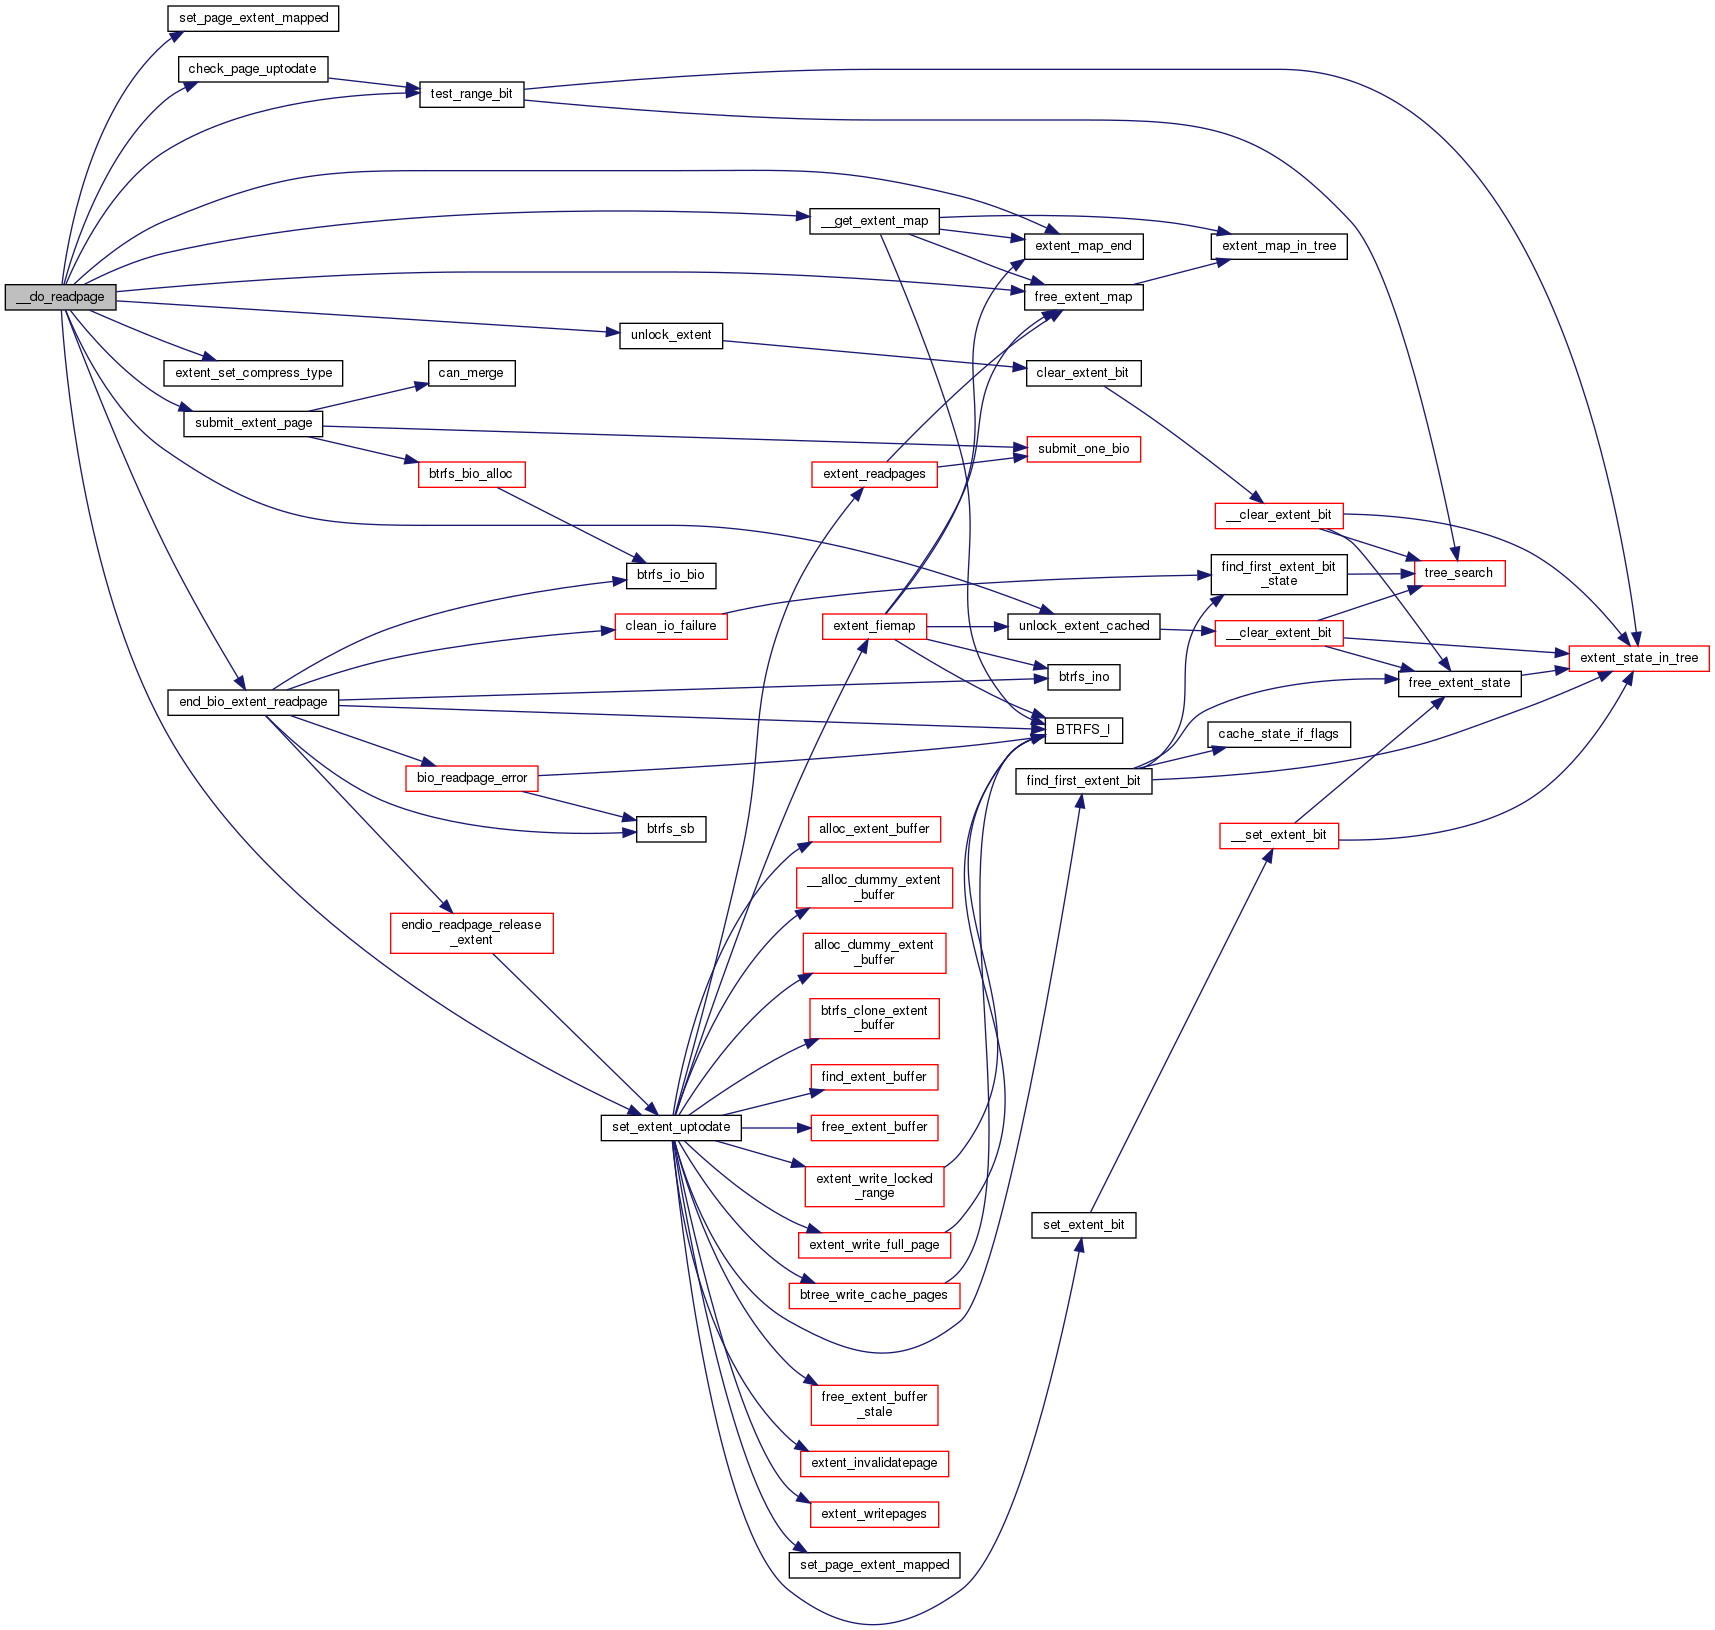 set_page_extent_mapped
check_page_uptodate
test_range_bit
__get_extent_map
extent_map_end
extent_map_in_tree
__do_readpage
free_extent_map
unlock_extent
extent_set_compress_type
can_merge
clear_extent_bit
submit_extent_page
submit_one_bio
btrfs_bio_alloc
extent_readpages
__clear_extent_bit
btrfs_io_bio
find_first_extent_bit
_state
tree_search
clean_io_failure
extent_fiemap
unlock_extent_cached
__clear_extent_bit
extent_state_in_tree
btrfs_ino
free_extent_state
end_bio_extent_readpage
BTRFS_I
cache_state_if_flags
bio_readpage_error
find_first_extent_bit
btrfs_sb
alloc_extent_buffer
__set_extent_bit
__alloc_dummy_extent
_buffer
endio_readpage_release
_extent
alloc_dummy_extent
_buffer
btrfs_clone_extent
_buffer
find_extent_buffer
set_extent_uptodate
free_extent_buffer
extent_write_locked
_range
set_extent_bit
extent_write_full_page
btree_write_cache_pages
free_extent_buffer
_stale
extent_invalidatepage
extent_writepages
set_page_extent_mapped